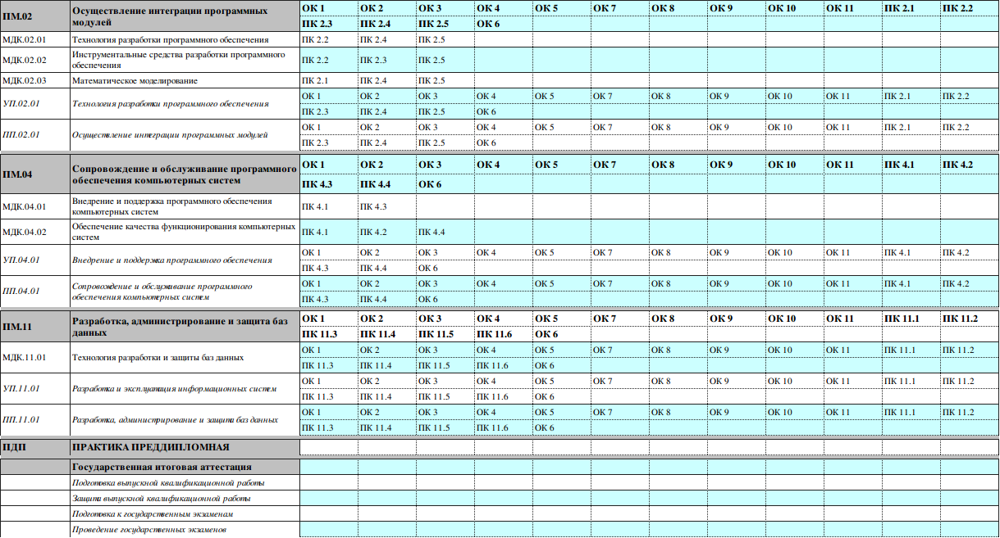 ПМ.02 Осуществление интеграции программных модулей ОК 1 ОК 2 ОК 3 ОК 4 ОК 5 ОК 7 ОК 8 ОК 9 ОК 10 ОК 11 ПК 2.1 ПК 2.2
ПК 2.3 ПК 2.4 ПК 2.5 ОК 6
МДК.02.01 Технология разработки программного обеспечения ПК 2.2 ПК 2.4 ПК 2.5
МДК.02.02 Инструментальные средства разработки программного обеспечения ПК 2.2 ПК 2.3 ПК 2.5
МДК.02.03 Математическое моделирование ПК 2.1 ПК 2.4 ПК 2.5
УП.02.01 Технология разработки программного обеспечения ОК 1 ОК 2 ОК 3 ОК 4 ОК 5 ОК 7 ОК 8 ОК 9 ОК 10 ОК 11 ПК 2.1 ПК 2.2
ПК 2.3 ПК 2.4 ПК 2.5 ОК 6
ПП.02.01 Осуществление интеграции программных модулей ОК 1 ОК 2 ОК 3 ОК 4 ОК 5 ОК 7 ОК 8 ОК 9 ОК 10 ОК 11 ПК 2.1 ПК 2.2
ПК 2.3 ПК 2.4 ПК 2.5 ОК 6
ПМ.04 Сопровождение и обслуживание программного обеспечения компьютерных систем ОК 1 ОК 2 ОК 3 ОК 4 ОК 5 ОК 7 ОК 8 ОК 9 ОК 10 ОК 11 ПК 4.1 ПК 4.2
ПК 4.3 ПК 4.4 ОК 6
МДК.04.01 Внедрение и поддержка программного обеспечения компьютерных систем ПК 4.1 ПК 4.3
МДК.04.02 Обеспечение качества функционирования компьютерных систем ПК 4.1 ПК 4.2 ПК 4.4
УП.04.01 Внедрение и поддержка программного обеспечения ОК 1 ОК 2 ОК 3 ОК 4 ОК 5 ОК 7 ОК 8 ОК 9 ОК 10 ОК 11 ПК 4.1 ПК 4.2
ПК 4.3 ПК 4.4 ОК 6
ПП.04.01 Сопровождение и обслуживание программного обеспечения компьютерных систем ОК 1 ОК 2 ОК 3 ОК 4 ОК 5 ОК 7 ОК 8 ОК 9 ОК 10 ОК 11 ПК 4.1 ПК 4.2
ПК 4.3 ПК 4.4 ОК 6
ПМ.11 Разработка, администрирование и защита баз данных ОК 1 ОК 2 ОК 3 ОК 4 ОК 5 ОК 7 ОК 8 ОК 9 ОК 10 ОК 11 ПК 11.1 ПК 11.2
ПК 11.3 ПК 11.4 ПК 11.5 ПК 11.6 ОК 6
МДК.11.01 Технология разработки и защиты баз данных ОК 1 ОК 2 ОК 3 ОК 4 ОК 5 ОК 7 ОК 8 ОК 9 ОК 10 ОК 11 ПК 11.1 ПК 11.2
ПК 11.3 ПК 11.4 ПК 11.5 ПК 11.6 ОК 6
УП.11.01 Разработка и эксплуатация информационных систем ОК 1 ОК 2 ОК 3 ОК 4 ОК 5 ОК 7 ОК 8 ОК 9 ОК 10 ОК 11 ПК 11.1 ПК 11.2
ПК 11.3 ПК 11.4 ПК 11.5 ПК 11.6 ОК 6
ПП.11.01 Разработка, администрирование и защита баз данных ОК 1 ОК 2 ОК 3 ОК 4 ОК 5 ОК 7 ОК 8 ОК 9 ОК 10 ОК 11 ПК 11.1 ПК 11.2
ПК 11.3 ПК 11.4 ПК 11.5 ПК 11.6 ОК 6
ПДП ПРАКТИКА ПРЕДДИПЛОМНАЯ
Государственная итоговая аттестация
Подготовка выпускной квалификационной работы
Защита выпускной квалификационной работы
Подготовка к государственным экзаменам
Проведение государственных экзаменов